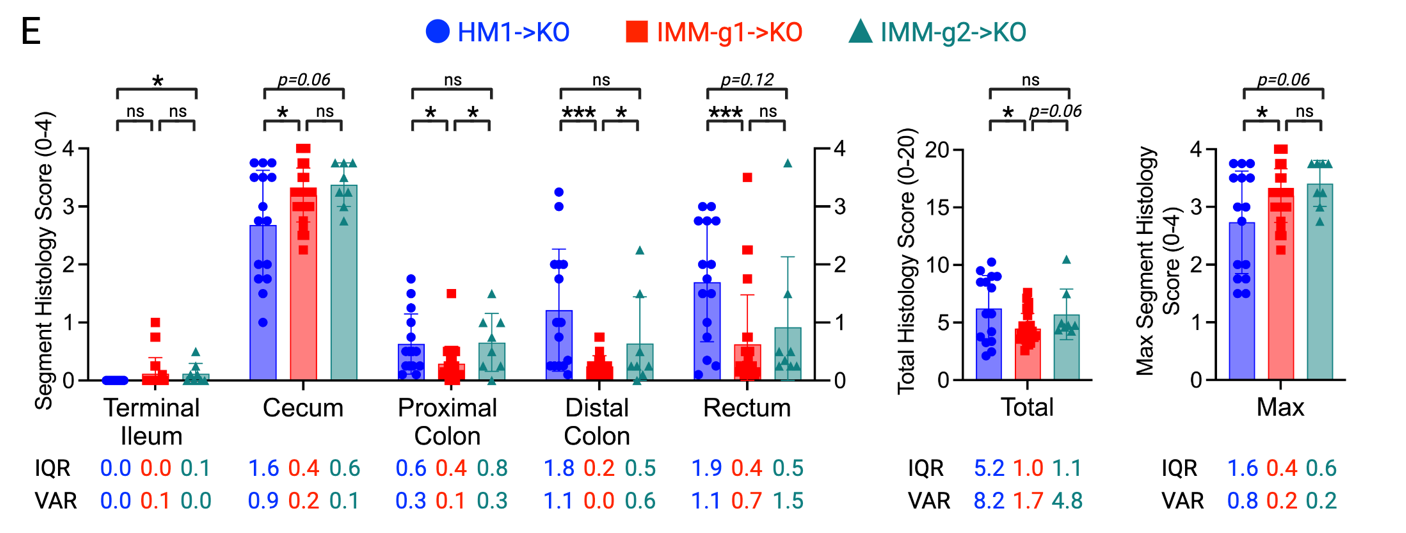 E
HM1->KO IMM-g1->KO IMM-g2->KO
* p=0.06 ns ns p=0.12 ns p=0.06
ns ns * ns * * *** * *** ns * p=0.06 * ns
Segment Histology Score (0-4)
4
3
2
1
0
4
3
2
1
0
Terminal Ileum Cecum Proximal Colon Distal Colon Rectum
IQR 0.0 0.0 0.1 1.6 0.4 0.6 0.6 0.4 0.8 1.8 0.2 0.5 1.9 0.4 0.5
VAR 0.0 0.1 0.0 0.9 0.2 0.1 0.3 0.1 0.3 1.1 0.0 0.6 1.1 0.7 1.5
Total Histology Score (0-20)
20
15
10
5
0
Total
IQR 5.2 1.0 1.1
VAR 8.2 1.7 4.8
Max Segment Histology
Score (0-4)
4
3
2
1
0
Max
IQR 1.6 0.4 0.6
VAR 0.8 0.2 0.2